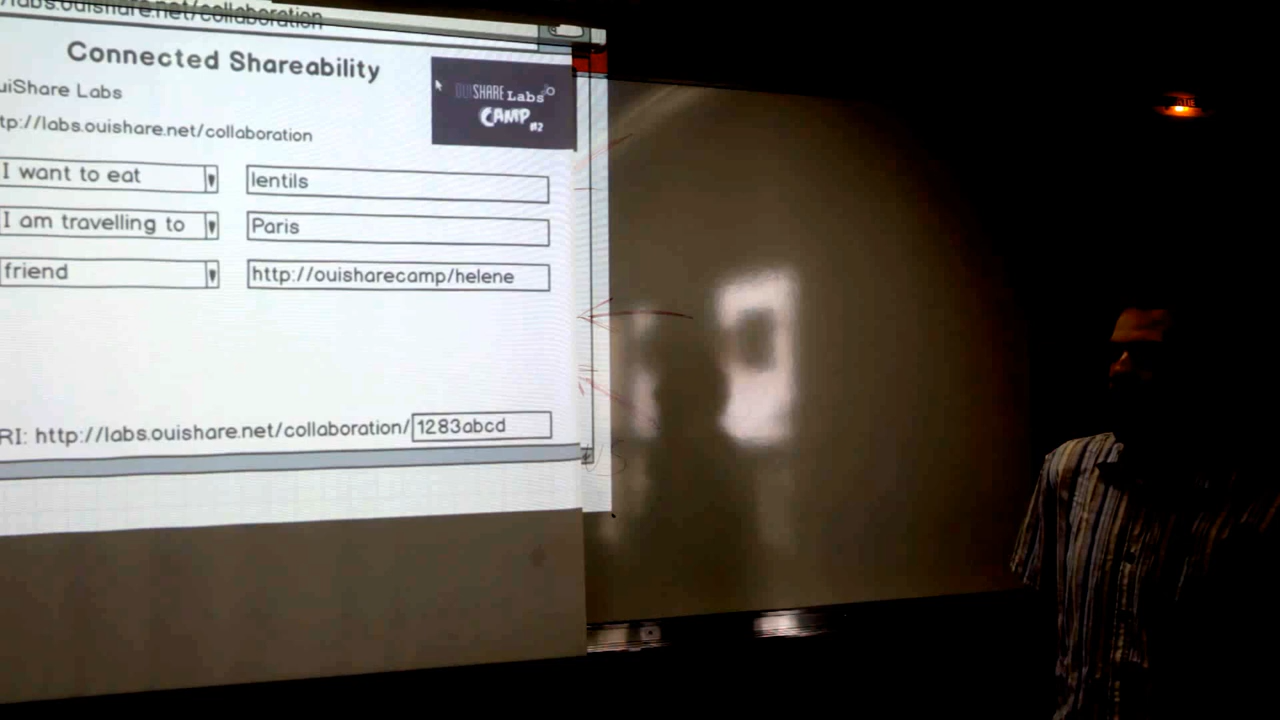 /labs.ouishare.net/collaboration
Connected Shareability
OUISHARE Labs
CAMP #2
uiShare Labs
tp://labs.ouishare.net/collaboration
I want to eat lentils
I am travelling to Paris
friend http://ouisharecamp/helene
RI: http://labs.ouishare.net/collaboration/ 1283abcd